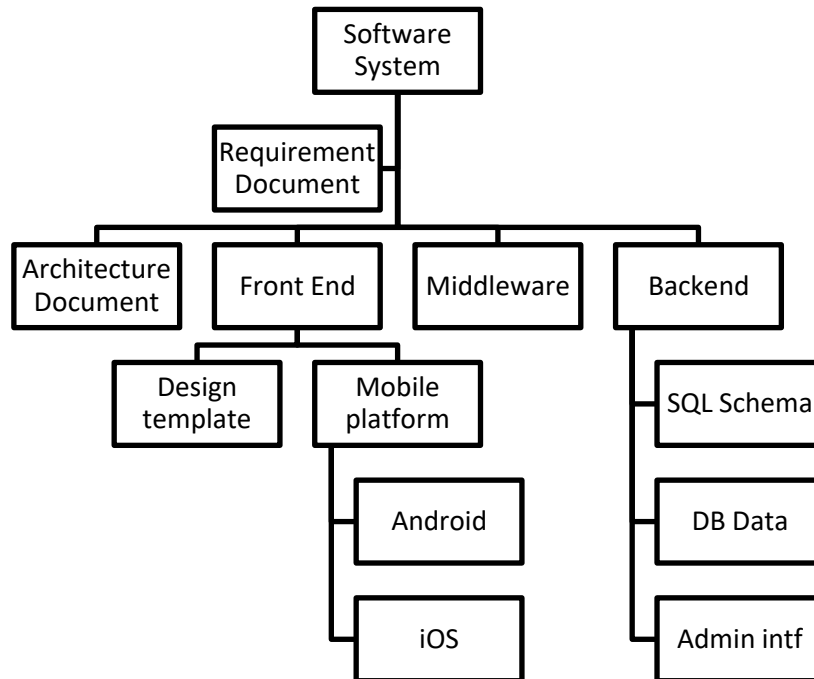 Software
System
Requirement
Document
Architecture
Document
Front End
Middleware
Backend
Design
template
Mobile
platform
SQL Schema
Android
DB Data
iOS
Admin intf